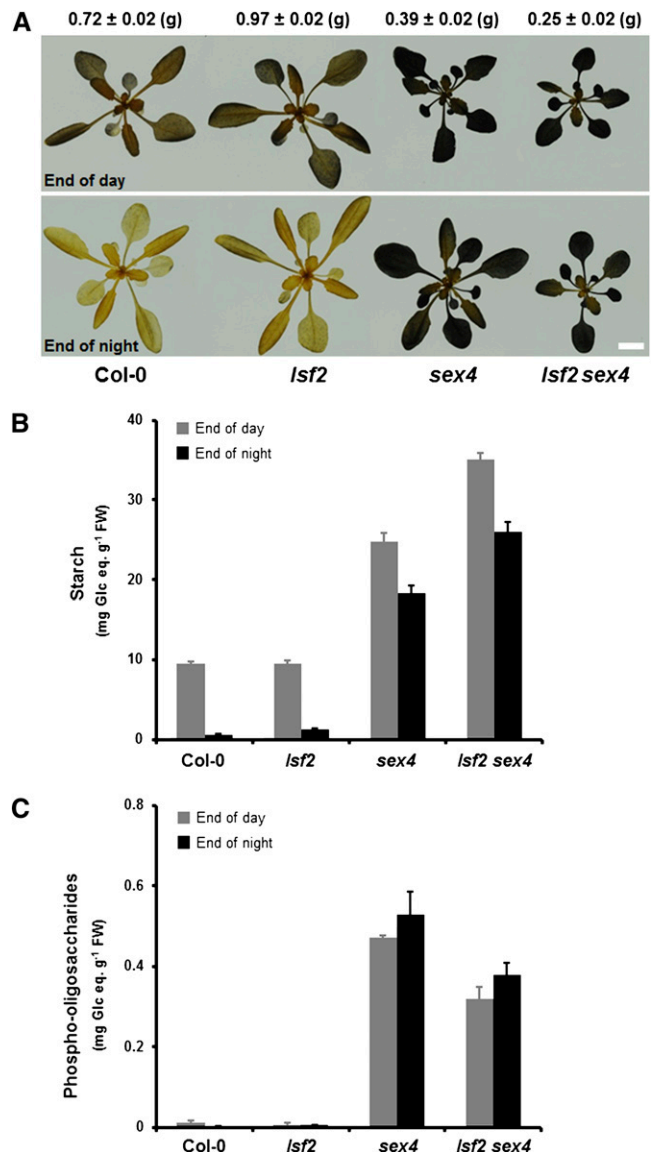 A
0.72 ± 0.02 (g) 0.97 ± 0.02 (g) 0.39 ± 0.02 (g) 0.25 ± 0.02 (g)
End of day
End of night
Col-0 lsf2 sex4 lsf2 sex4
B
40
End of day
End of night
30
20
10
0
Starch
(mg Glc eq. g⁻¹ FW)
Col-0 lsf2 sex4 lsf2 sex4
C
0.8
End of day
End of night
0.6
0.4
0.2
0
Phospho-oligosaccharides
(mg Glc eq. g⁻¹ FW)
Col-0 lsf2 sex4 lsf2 sex4